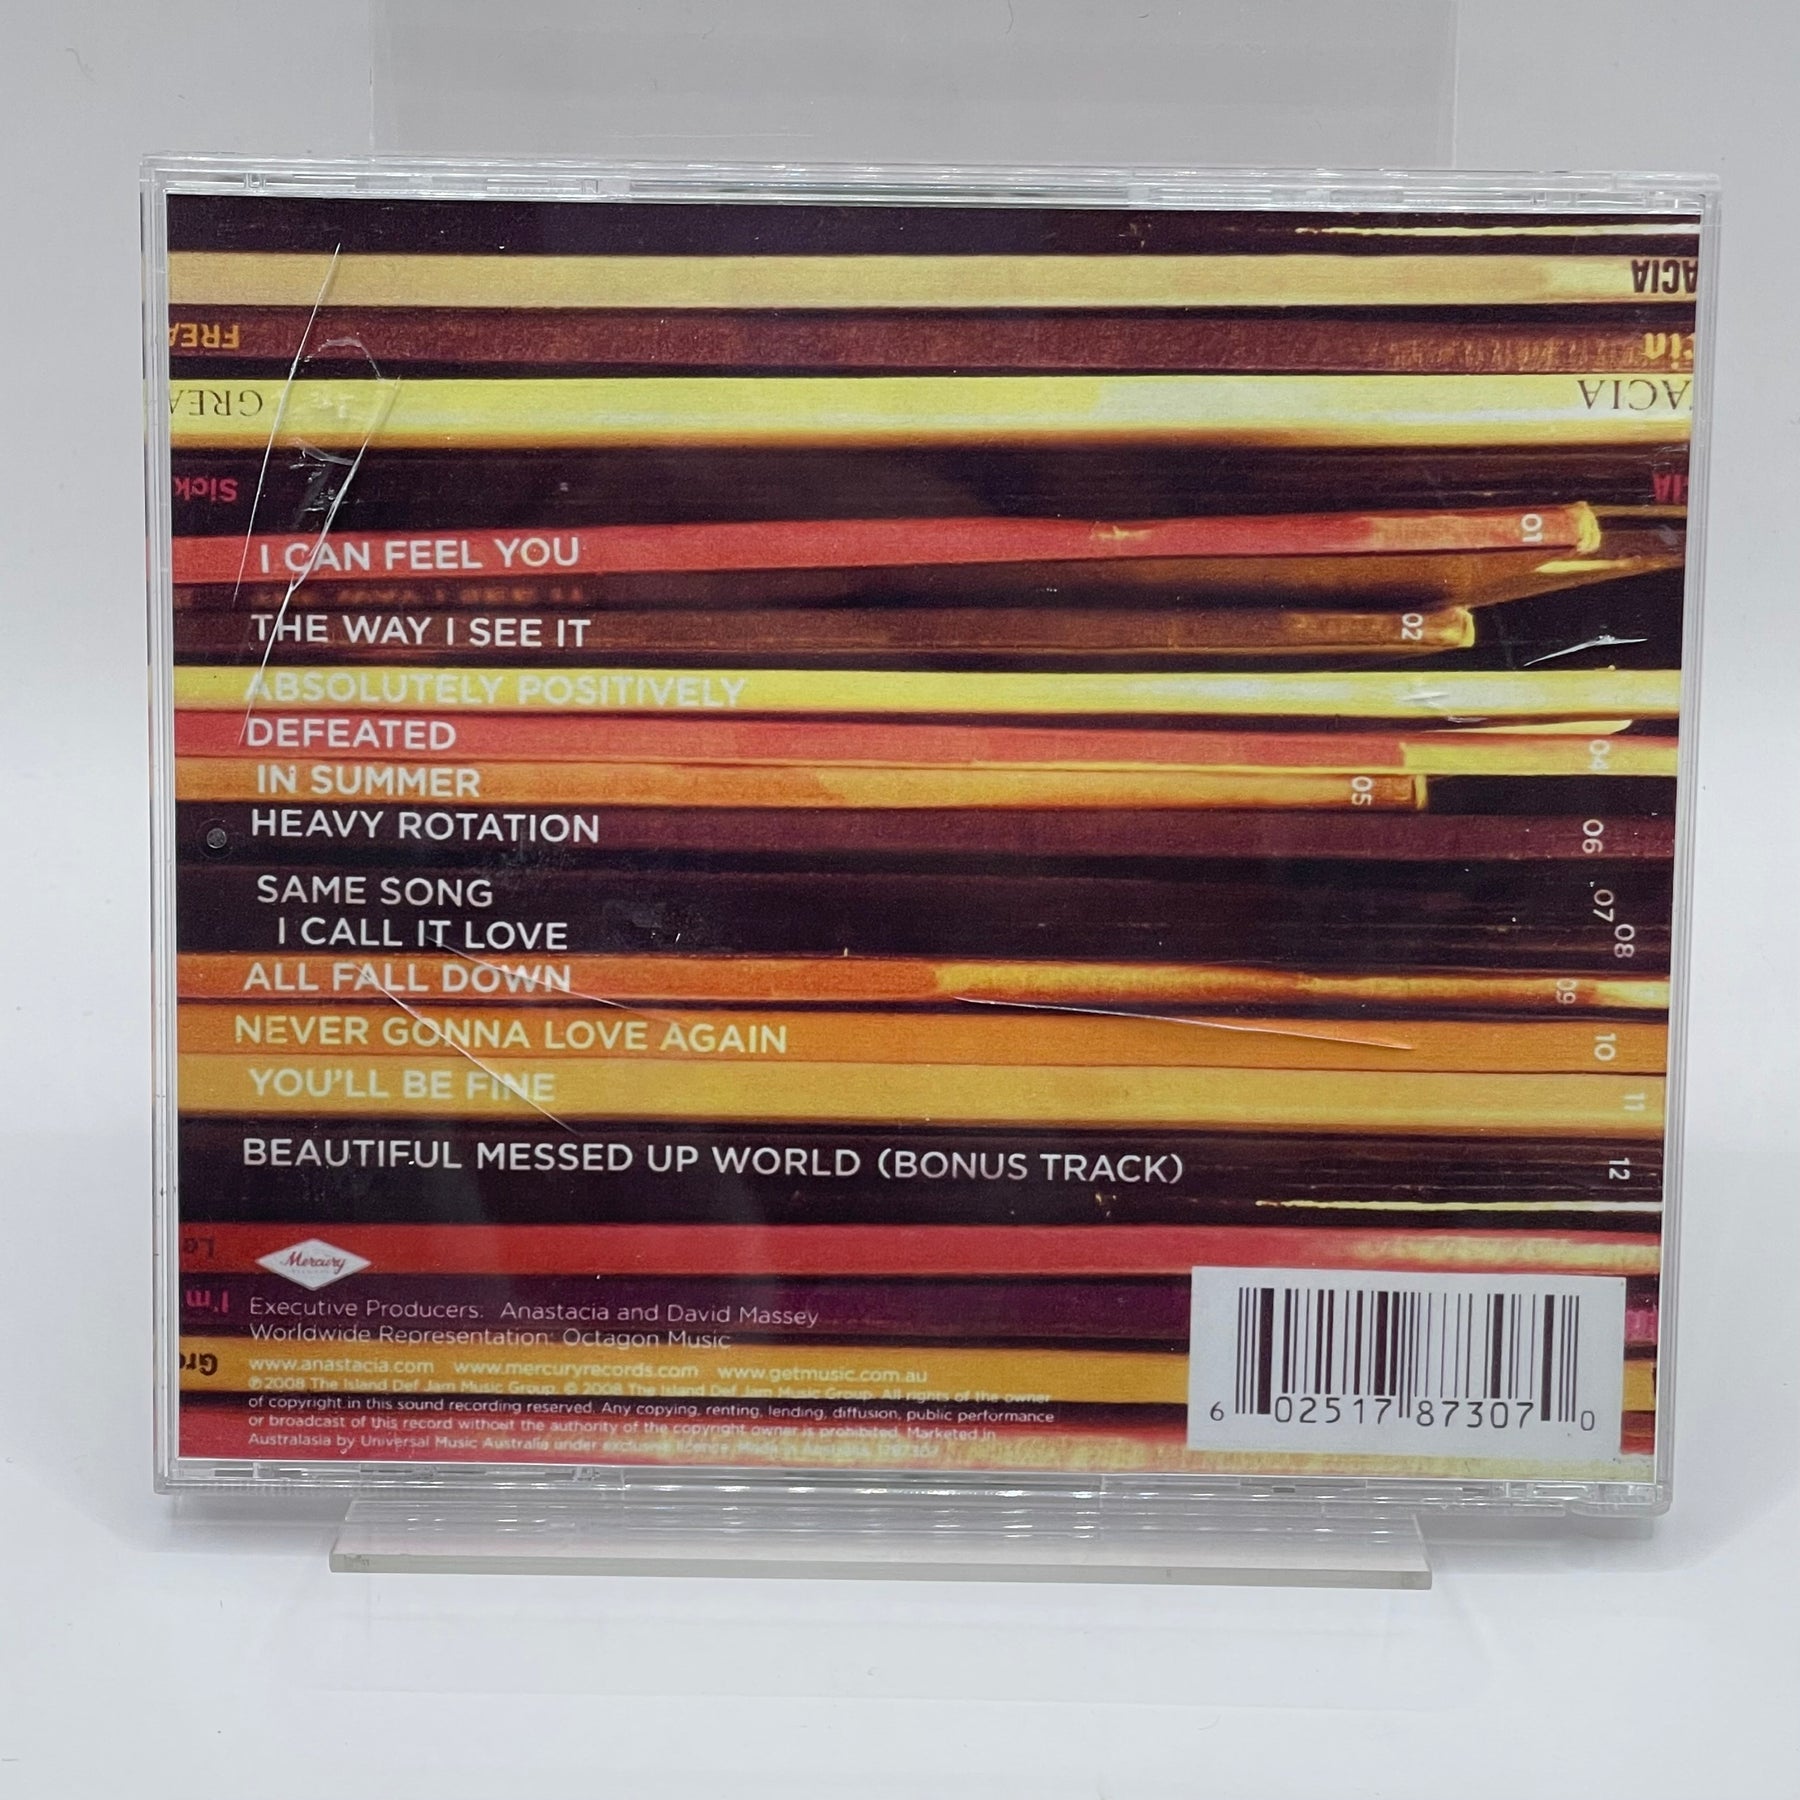 ACIA
FREA
GREA
ACIA
Sick
I CAN FEEL YOU 01
THE WAY I SEE IT 02
ABSOLUTELY POSITIVELY
DEFEATED 04
IN SUMMER 05
HEAVY ROTATION 06
SAME SONG 07
I CALL IT LOVE 08
ALL FALL DOWN 09
NEVER GONNA LOVE AGAIN 10
YOU'LL BE FINE 11
BEAUTIFUL MESSED UP WORLD (BONUS TRACK) 12
Le
Mercury
I'm
Executive Producers: Anastacia and David Massey
Worldwide Representation: Octagon Music
Gre
www.anastacia.com www.mercuryrecords.com www.getmusic.com.au
℗ 2008 The Island Def Jam Music Group. © 2008 The Island Def Jam Music Group. All rights of the owner
of copyright in this sound recording reserved. Any copying, renting, lending, diffusion, public performance
or broadcast of this record without the authority of the copyright owner is prohibited. Marketed in
Australasia by Universal Music Australia under exclusive licence. Made in Australia. 1787307
6 02517 87307 0